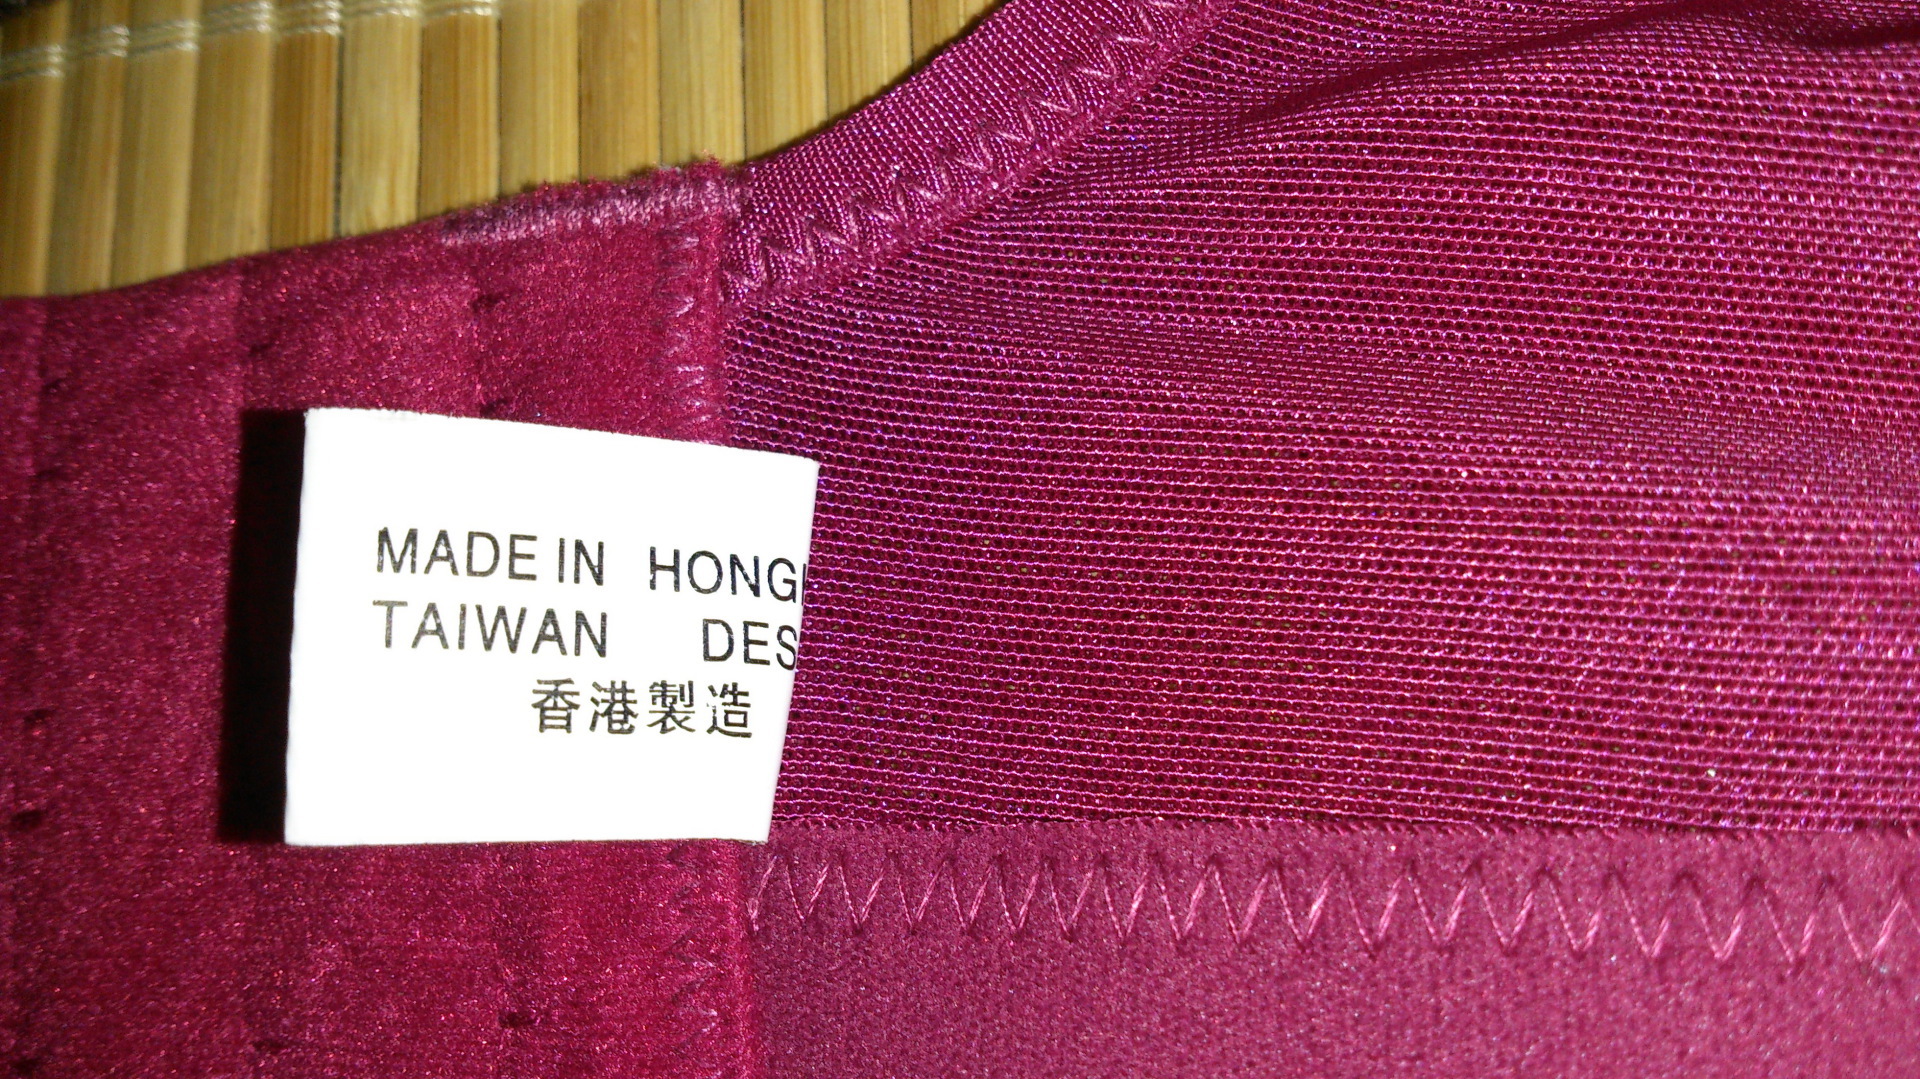 MADE IN HONG
TAIWAN DES
香港製造